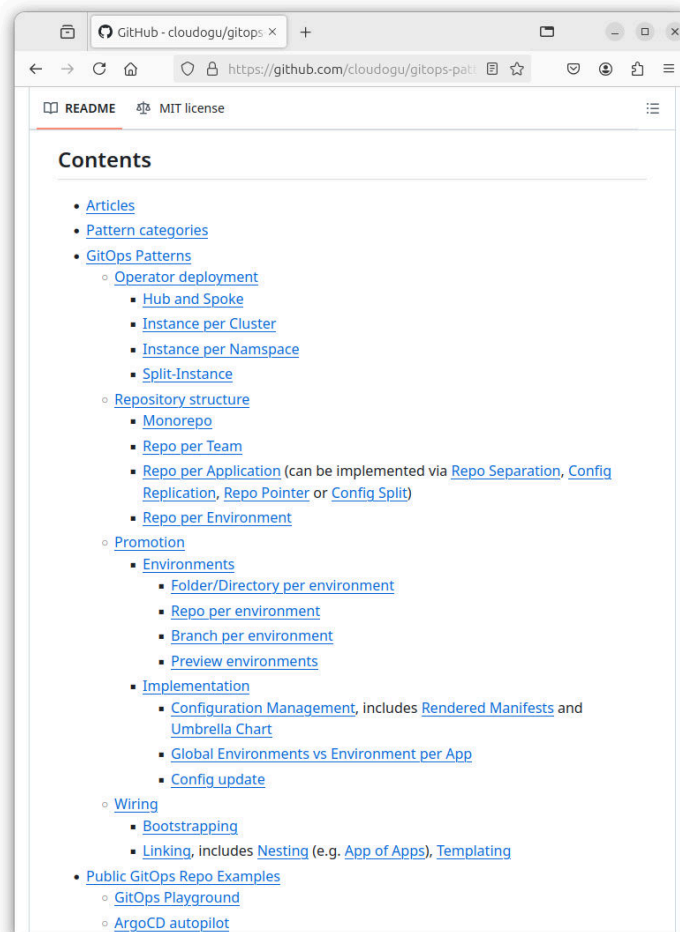 GitHub - cloudogu/gitops
https://github.com/cloudogu/gitops-pat
README
MIT license
Contents
Articles
Pattern categories
GitOps Patterns
Operator deployment
Hub and Spoke
Instance per Cluster
Instance per Namspace
Split-Instance
Repository structure
Monorepo
Repo per Team
Repo per Application (can be implemented via Repo Separation, Config
Replication, Repo Pointer or Config Split)
Repo per Environment
Promotion
Environments
Folder/Directory per environment
Repo per environment
Branch per environment
Preview environments
Implementation
Configuration Management, includes Rendered Manifests and
Umbrella Chart
Global Environments vs Environment per App
Config update
Wiring
Bootstrapping
Linking, includes Nesting (e.g. App of Apps), Templating
Public GitOps Repo Examples
GitOps Playground
ArgoCD autopilot